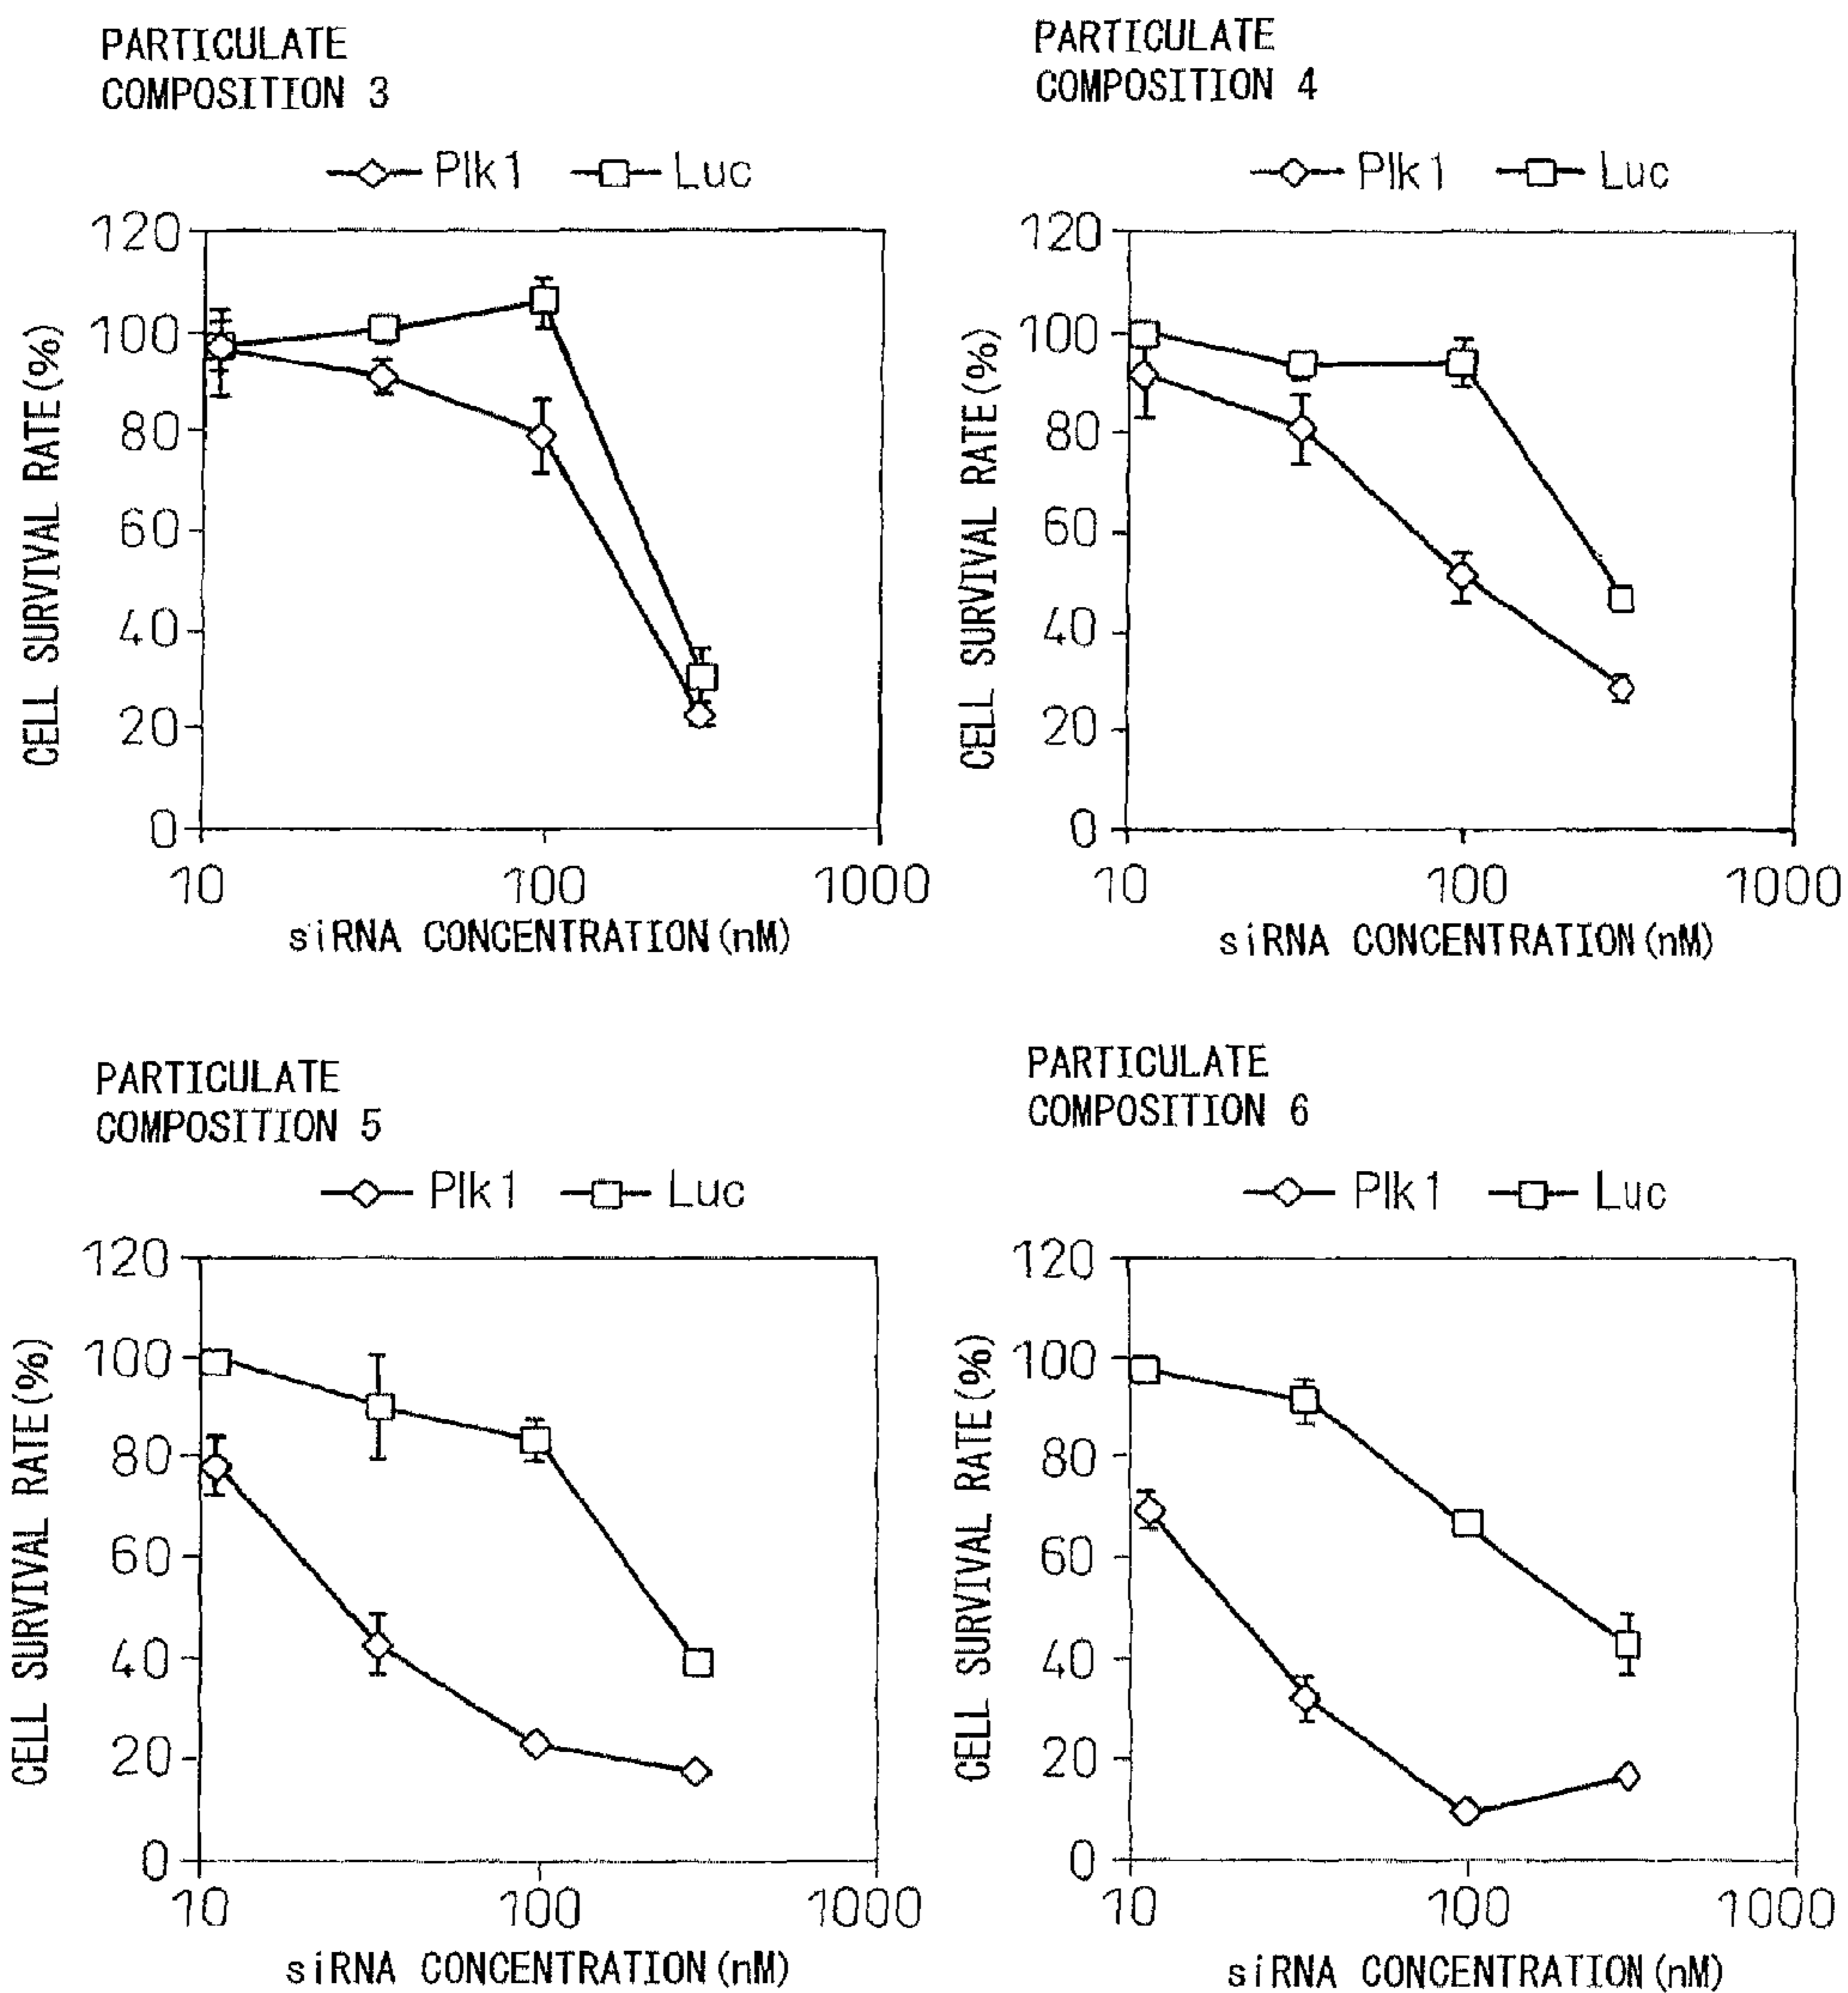 PARTICULATE
COMPOSITION 3
Plk1 Luc
120
100
80
60
40
20
0
CELL SURVIVAL RATE (%)
10 100 1000
siRNA CONCENTRATION (nM)
PARTICULATE
COMPOSITION 4
Plk1 Luc
120
100
80
60
40
20
0
CELL SURVIVAL RATE (%)
10 100 1000
siRNA CONCENTRATION (nM)
PARTICULATE
COMPOSITION 5
Plk1 Luc
120
100
80
60
40
20
0
CELL SURVIVAL RATE (%)
10 100 1000
siRNA CONCENTRATION (nM)
PARTICULATE
COMPOSITION 6
Plk1 Luc
120
100
80
60
40
20
0
CELL SURVIVAL RATE (%)
10 100 1000
siRNA CONCENTRATION (nM)